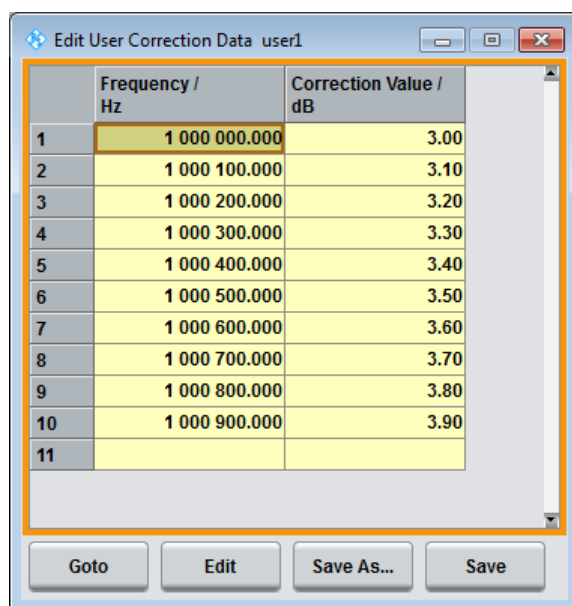 Edit User Correction Data user1
Frequency / Correction Value /
Hz dB
1 1 000 000.000 3.00
2 1 000 100.000 3.10
3 1 000 200.000 3.20
4 1 000 300.000 3.30
5 1 000 400.000 3.40
6 1 000 500.000 3.50
7 1 000 600.000 3.60
8 1 000 700.000 3.70
9 1 000 800.000 3.80
10 1 000 900.000 3.90
11
Goto Edit Save As... Save